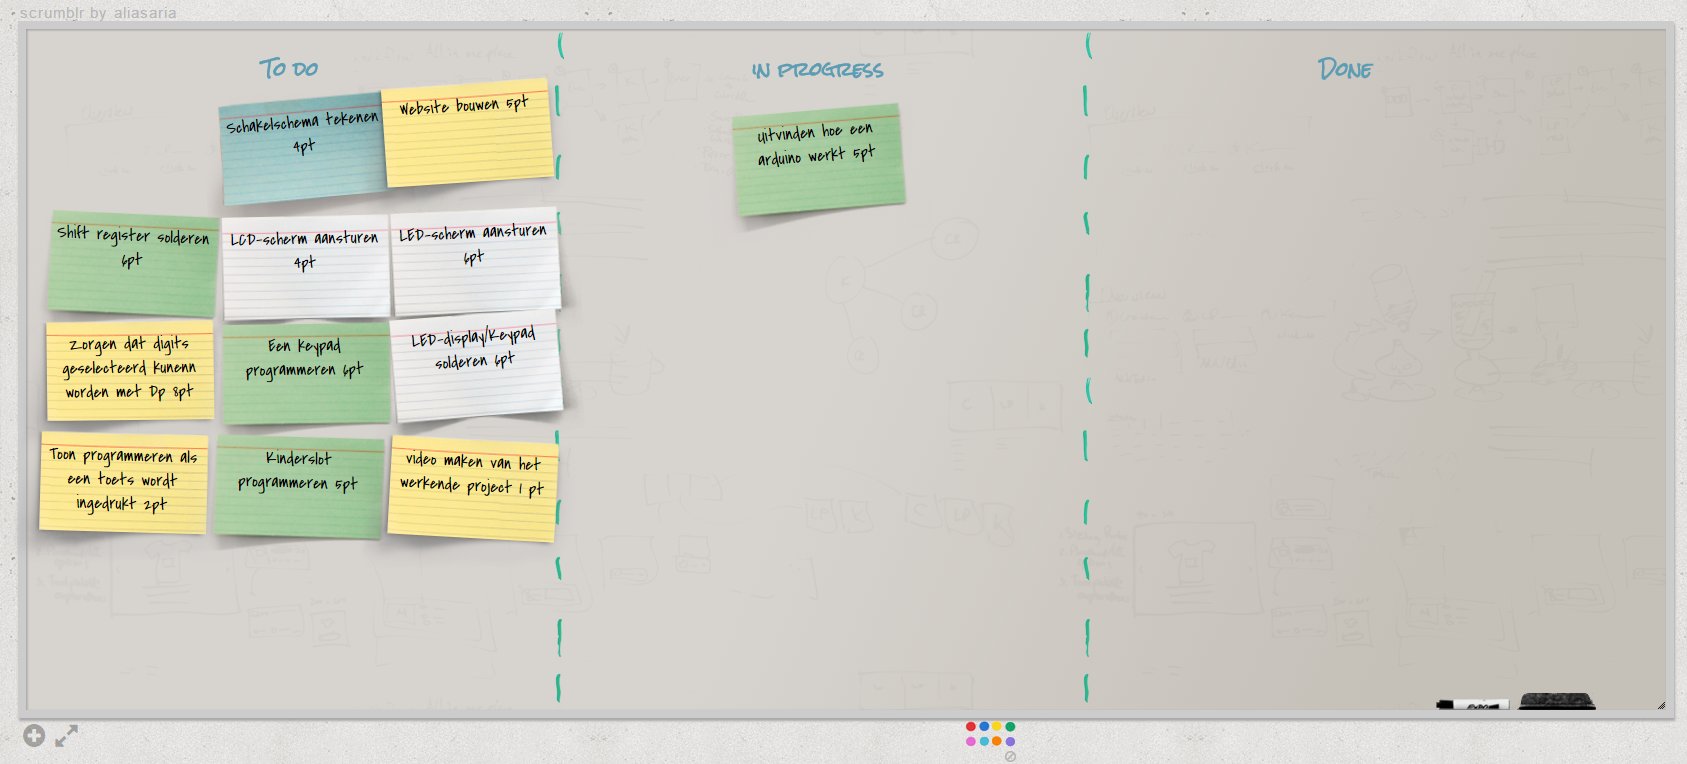 scrumblr by aliasaria
To do
in progress
Done
Schakelschema tekenen
4pt
Website bouwen 5pt
Uitvinden hoe een
arduino werkt 5pt
Shift register solderen
6pt
LCD-scherm aansturen
4pt
LED-scherm aansturen
6pt
Zorgen dat digits
geselecteerd kunenn
worden met Dp 8pt
Een Keypad
programmeren 6pt
LED-display/Keypad
solderen 6pt
Toon programmeren als
een toets wordt
ingedrukt 2pt
Kinderslot
programmeren 5pt
video maken van het
werkende project 1 pt
EXPO